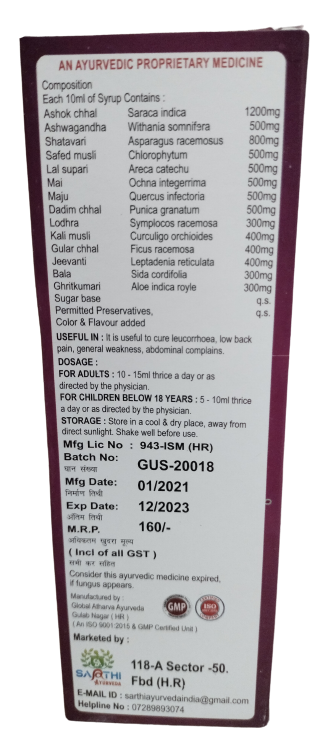 AN AYURVEDIC PROPRIETARY MEDICINE
Composition
Each 10ml of Syrup Contains :
Ashok chhal Saraca indica 1200mg
Ashwagandha Withania somnifera 500mg
Shatavari Asparagus racemosus 800mg
Safed musli Chlorophytum 500mg
Lal supari Areca catechu 500mg
Mai Ochna integerrima 500mg
Maju Quercus infectoria 500mg
Dadim chhal Punica granatum 500mg
Lodhra Symplocos racemosa 300mg
Kali musli Curculigo orchioides 400mg
Gular chhal Ficus racemosa 400mg
Jeevanti Leptadenia reticulata 400mg
Bala Sida cordifolia 300mg
Ghritkumari Aloe indica royle 300mg
Sugar base q.s.
Permitted Preservatives, q.s.
Color & Flavour added
USEFUL IN : It is useful to cure leucorrhoea, low back
pain, general weakness, abdominal complains.
DOSAGE :
FOR ADULTS : 10 - 15ml thrice a day or as
directed by the physician.
FOR CHILDREN BELOW 18 YEARS : 5 - 10ml thrice
a day or as directed by the physician.
STORAGE : Store in a cool & dry place, away from
direct sunlight. Shake well before use.
Mfg Lic No : 943-ISM (HR)
Batch No: GUS-20018
घान संख्या
Mfg Date: 01/2021
निर्माण तिथी
Exp Date: 12/2023
अंतिम तिथी
M.R.P. 160/-
अधिकतम खुदरा मूल्य
( Incl of all GST )
सभी कर सहित
Consider this ayurvedic medicine expired,
if fungus appears.
Manufactured by :
Global Atharva Ayurveda
Gulab Nagar ( HR )
( An ISO 9001:2015 & GMP Certified Unit )
GMP
ISO
Marketed by :
SARTHI
AYURVEDA
118-A Sector -50.
Fbd (H.R)
E-MAIL ID : sarthiayurvedaindia@gmail.com
Helpline No : 07289893074